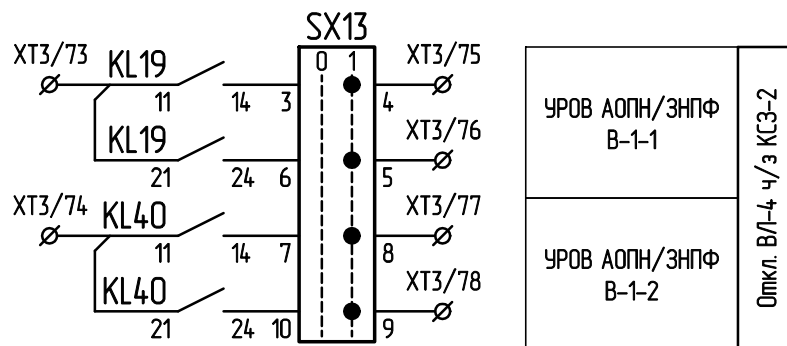 SX13
0 1
XT3/73 KL19 11 14 3 4 XT3/75
KL19 21 24 6 5 XT3/76
XT3/74 KL40 11 14 7 8 XT3/77
KL40 21 24 10 9 XT3/78
УРОВ АОПН/ЗНПФ
В-1-1
УРОВ АОПН/ЗНПФ
В-1-2
Откл. ВЛ-4 ч/з КСЗ-2